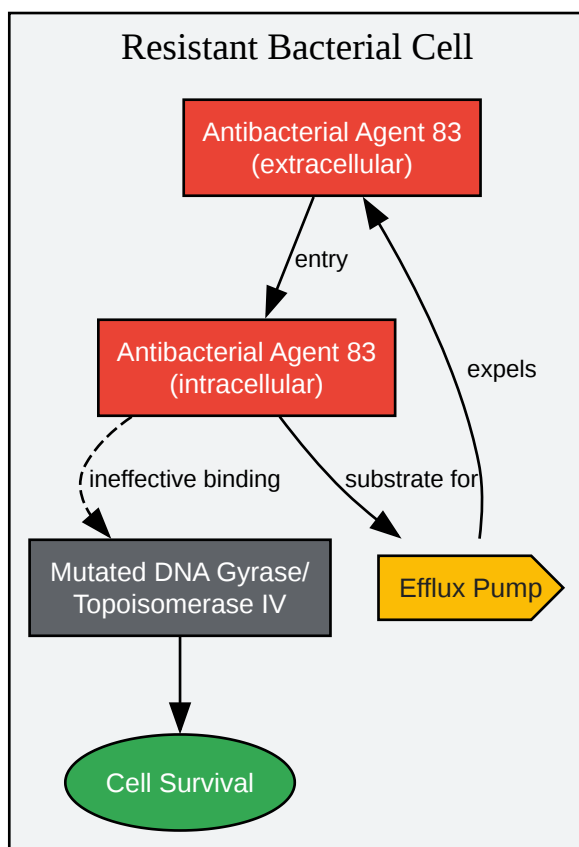 Resistant Bacterial Cell
Antibacterial Agent 83
(extracellular)
entry
Antibacterial Agent 83
(intracellular)
expels
ineffective binding
substrate for
Mutated DNA Gyrase/
Topoisomerase IV
Efflux Pump
Cell Survival